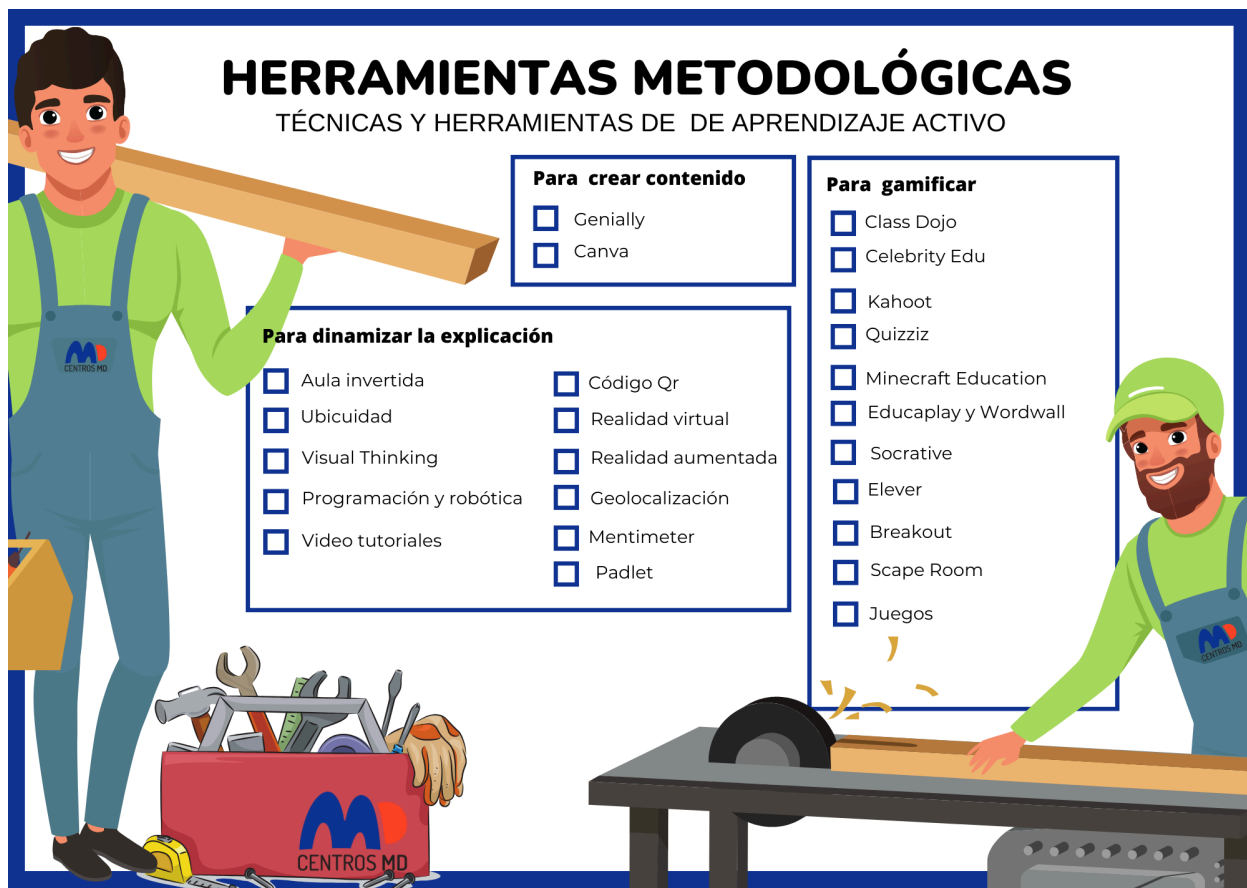 HERRAMIENTAS METODOLÓGICAS
TÉCNICAS Y HERRAMIENTAS DE DE APRENDIZAJE ACTIVO
Para crear contenido
Genially
Canva
Para gamificar
Class Dojo
Celebrity Edu
Kahoot
Quizziz
Minecraft Education
Educaplay y Wordwall
Socrative
Elever
Breakout
Scape Room
Juegos
Para dinamizar la explicación
Aula invertida
Ubicuidad
Visual Thinking
Programación y robótica
Video tutoriales
Código Qr
Realidad virtual
Realidad aumentada
Geolocalización
Mentimeter
Padlet
CENTROS MD
CENTROS MD
CENTROS MD